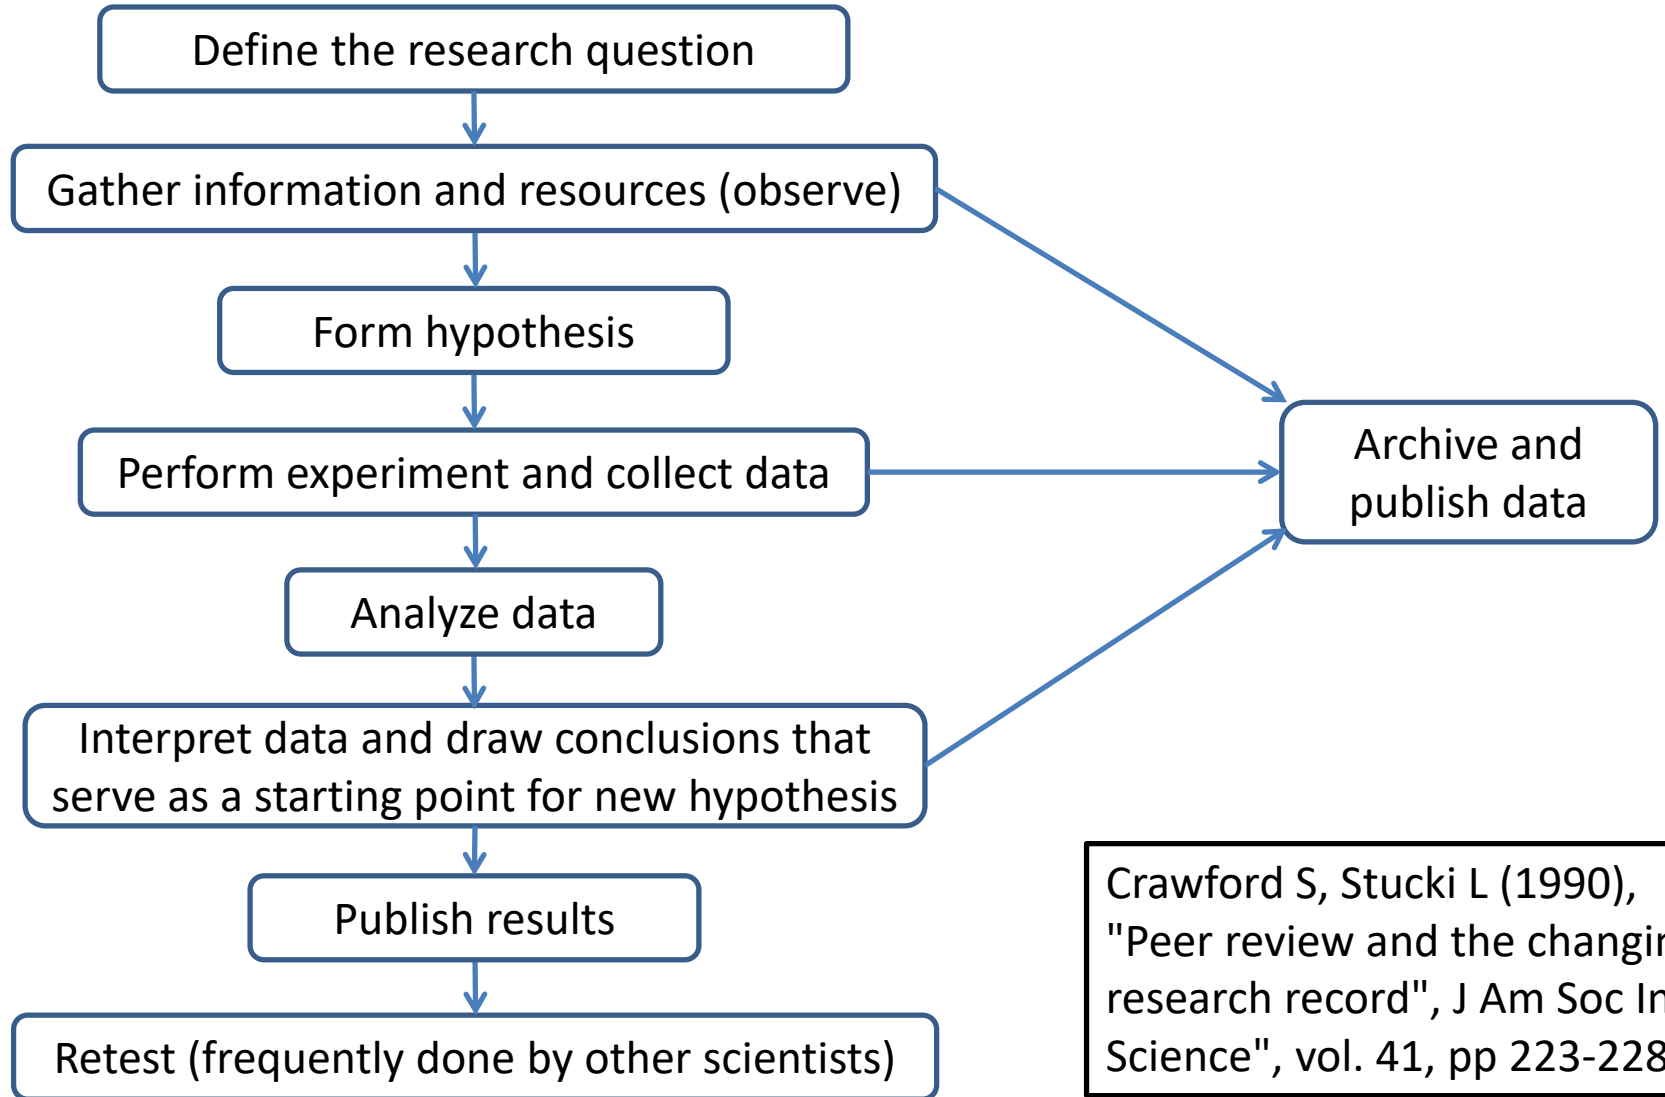 Define the research question
Gather information and resources (observe)
Form hypothesis
Perform experiment and collect data
Archive and
publish data
Analyze data
Interpret data and draw conclusions that
serve as a starting point for new hypothesis
Publish results
Retest (frequently done by other scientists)
Crawford S, Stucki L (1990),
"Peer review and the
research record", J Am Soc
Science", vol. 41, pp 223-228